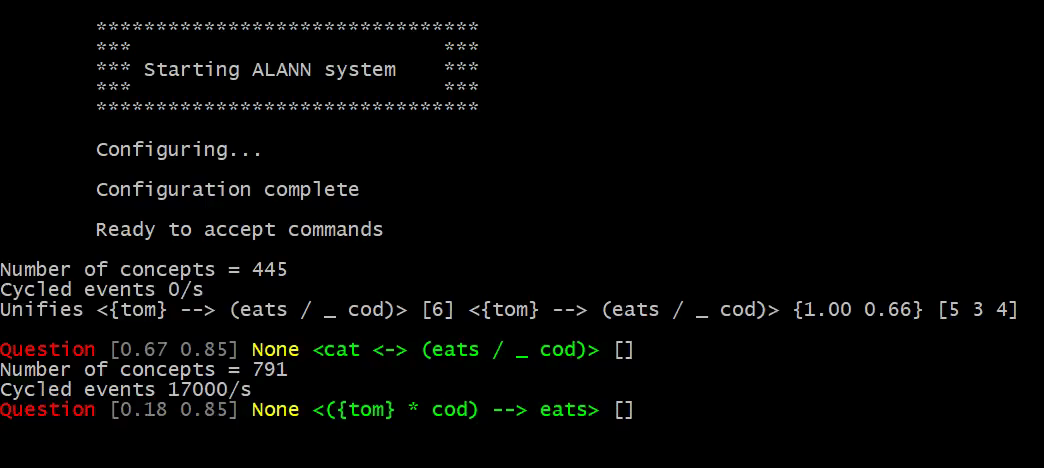 ********************************
*** ***
*** Starting ALANN system ***
*** ***
********************************
Configuring...
Configuration complete
Ready to accept commands
Number of concepts = 445
Cycled events 0/s
Unifies <{tom} --> (eats / _ cod)> [6] <{tom} --> (eats / _ cod)> {1.00 0.66} [5 3 4]
Question [0.67 0.85] None <cat <-> (eats / _ cod)> []
Number of concepts = 791
Cycled events 17000/s
Question [0.18 0.85] None <({tom} * cod) --> eats> []